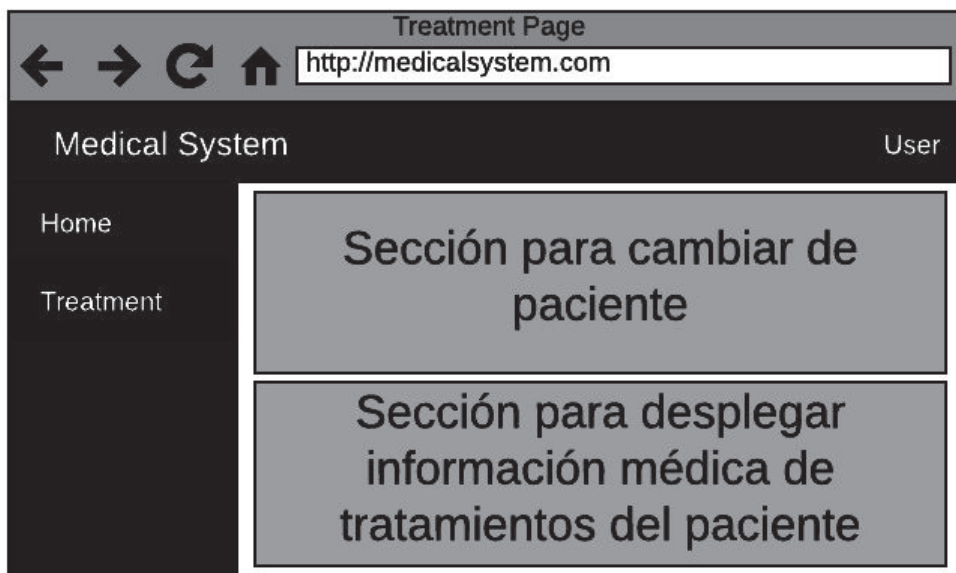 Treatment Page
http://medicalsystem.com
Medical System
User
Home
Treatment
Sección para cambiar de
paciente
Sección para desplegar
información médica de
tratamientos del paciente